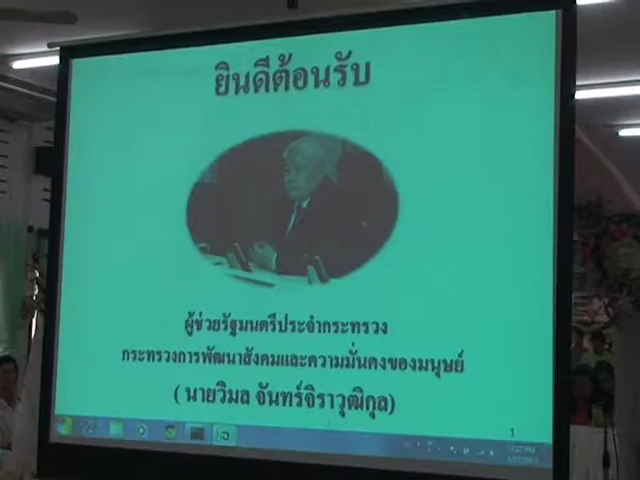 ยินดีต้อนรับ
ผู้ช่วยรัฐมนตรีประจำกระทรวง
กระทรวงการพัฒนาสังคมและความมั่นคงของมนุษย์
( นายวิมล จันทร์จิราวุฒิกุล)
1